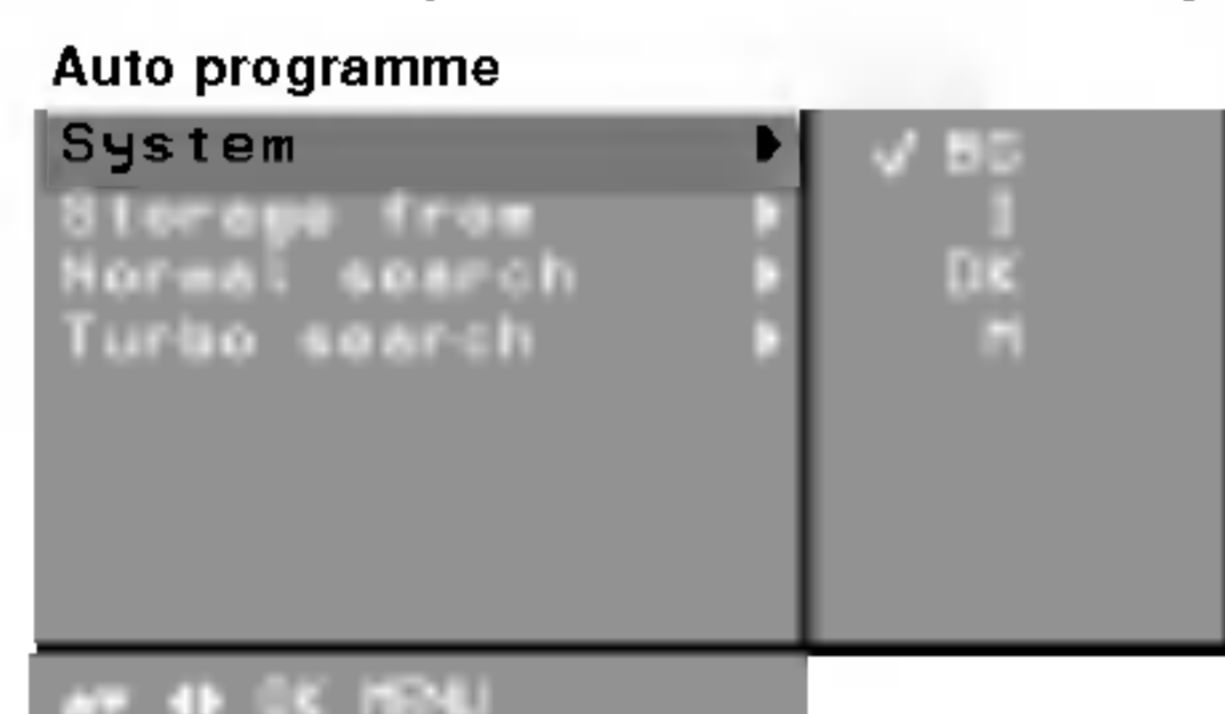 Auto programme
System
Storage from
Normal search
Turbo search
✓ BG
I
DK
M
OK MENU